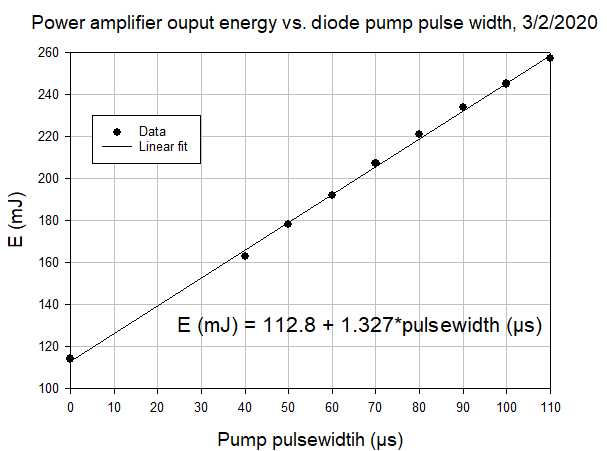 Power amplifier ouput energy vs. diode pump pulse width, 3/2/2020
260
240
220
200
180
160
140
120
100
E (mJ)
Data
Linear fit
E (mJ) = 112.8 + 1.327*pulsewidth (µs)
0 10 20 30 40 50 60 70 80 90 100 110
Pump pulsewidtih (µs)